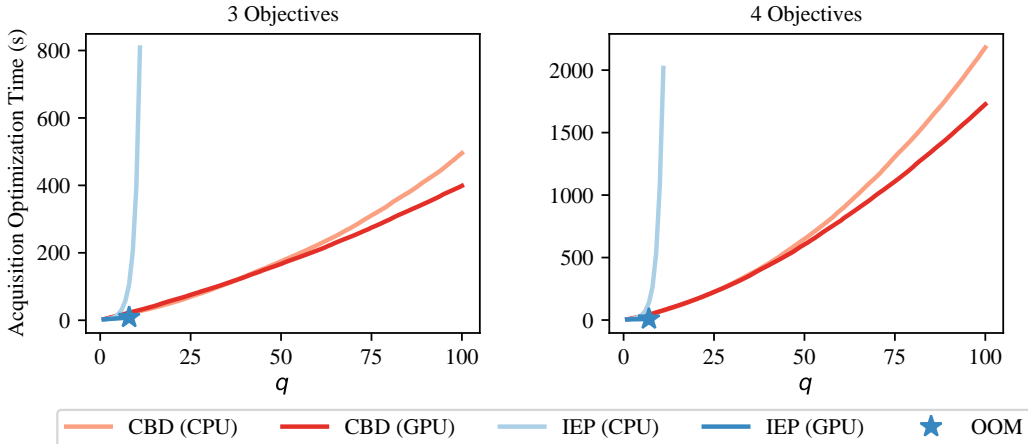 3 Objectives
4 Objectives
Acquisition Optimization Time (s)
800
600
400
200
0
0
25
50
75
100
q
2000
1500
1000
500
0
0
25
50
75
100
q
CBD (CPU)
CBD (GPU)
IEP (CPU)
IEP (GPU)
OOM